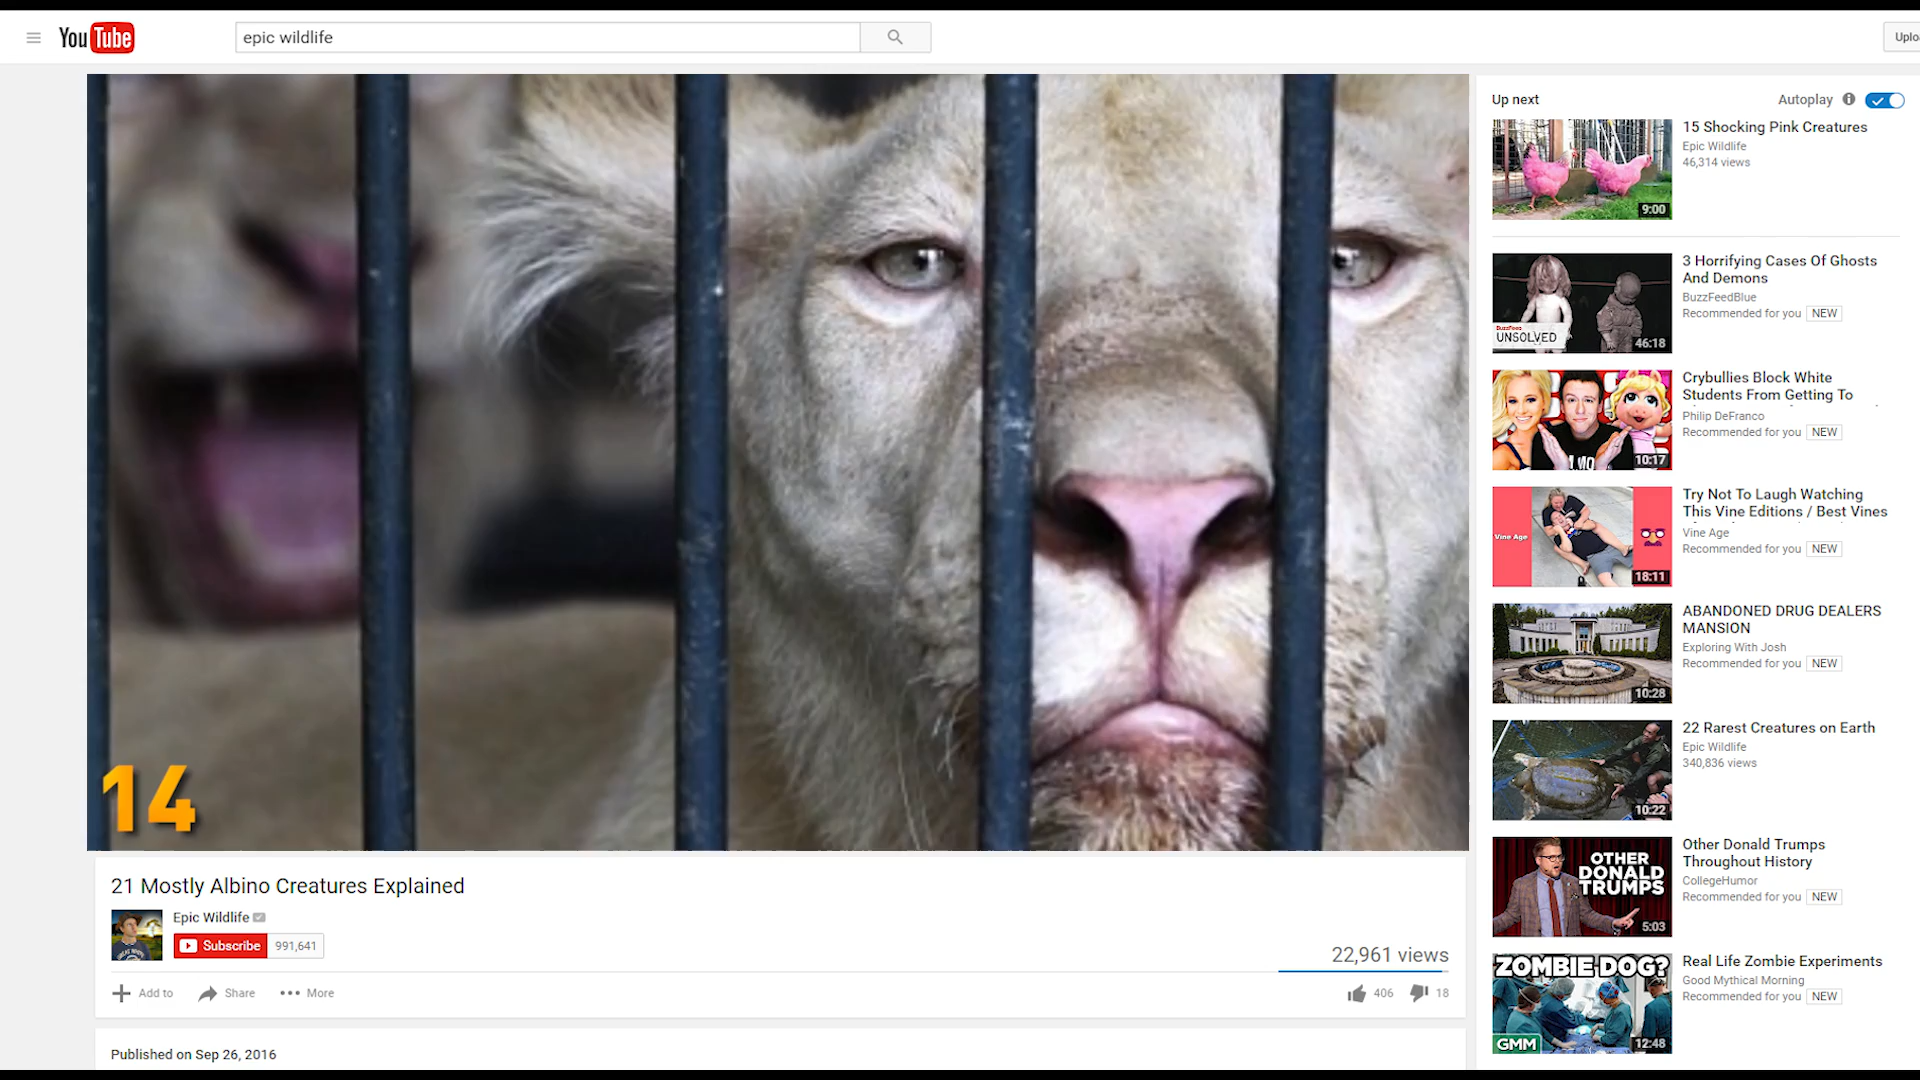 YouTube
epic wildlife
Uplo
14
21 Mostly Albino Creatures Explained
Epic Wildlife
Subscribe 991,641
22,961 views
Add to Share More
406 18
Published on Sep 26, 2016
Up next Autoplay
9:00
15 Shocking Pink Creatures
Epic Wildlife
46,314 views
BuzzFeed
UNSOLVED
46:18
3 Horrifying Cases Of Ghosts
And Demons
BuzzFeedBlue
Recommended for you NEW
10:17
Crybullies Block White
Students From Getting To
Philip DeFranco
Recommended for you NEW
Vine Age
18:11
Try Not To Laugh Watching
This Vine Editions / Best Vines
Vine Age
Recommended for you NEW
10:28
ABANDONED DRUG DEALERS
MANSION
Exploring With Josh
Recommended for you NEW
10:22
22 Rarest Creatures on Earth
Epic Wildlife
340,836 views
OTHER
DONALD
TRUMPS
5:03
Other Donald Trumps
Throughout History
CollegeHumor
Recommended for you NEW
ZOMBIE DOG?
GMM
12:48
Real Life Zombie Experiments
Good Mythical Morning
Recommended for you NEW